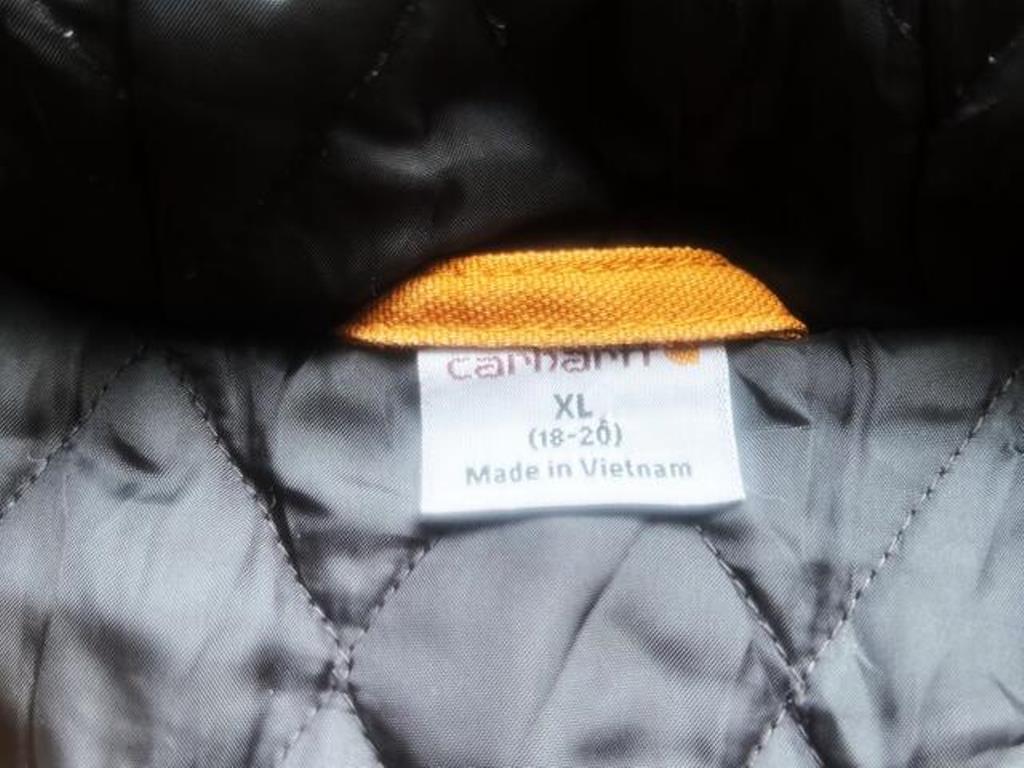 carhartt
XL
(18-20)
Made in Vietnam